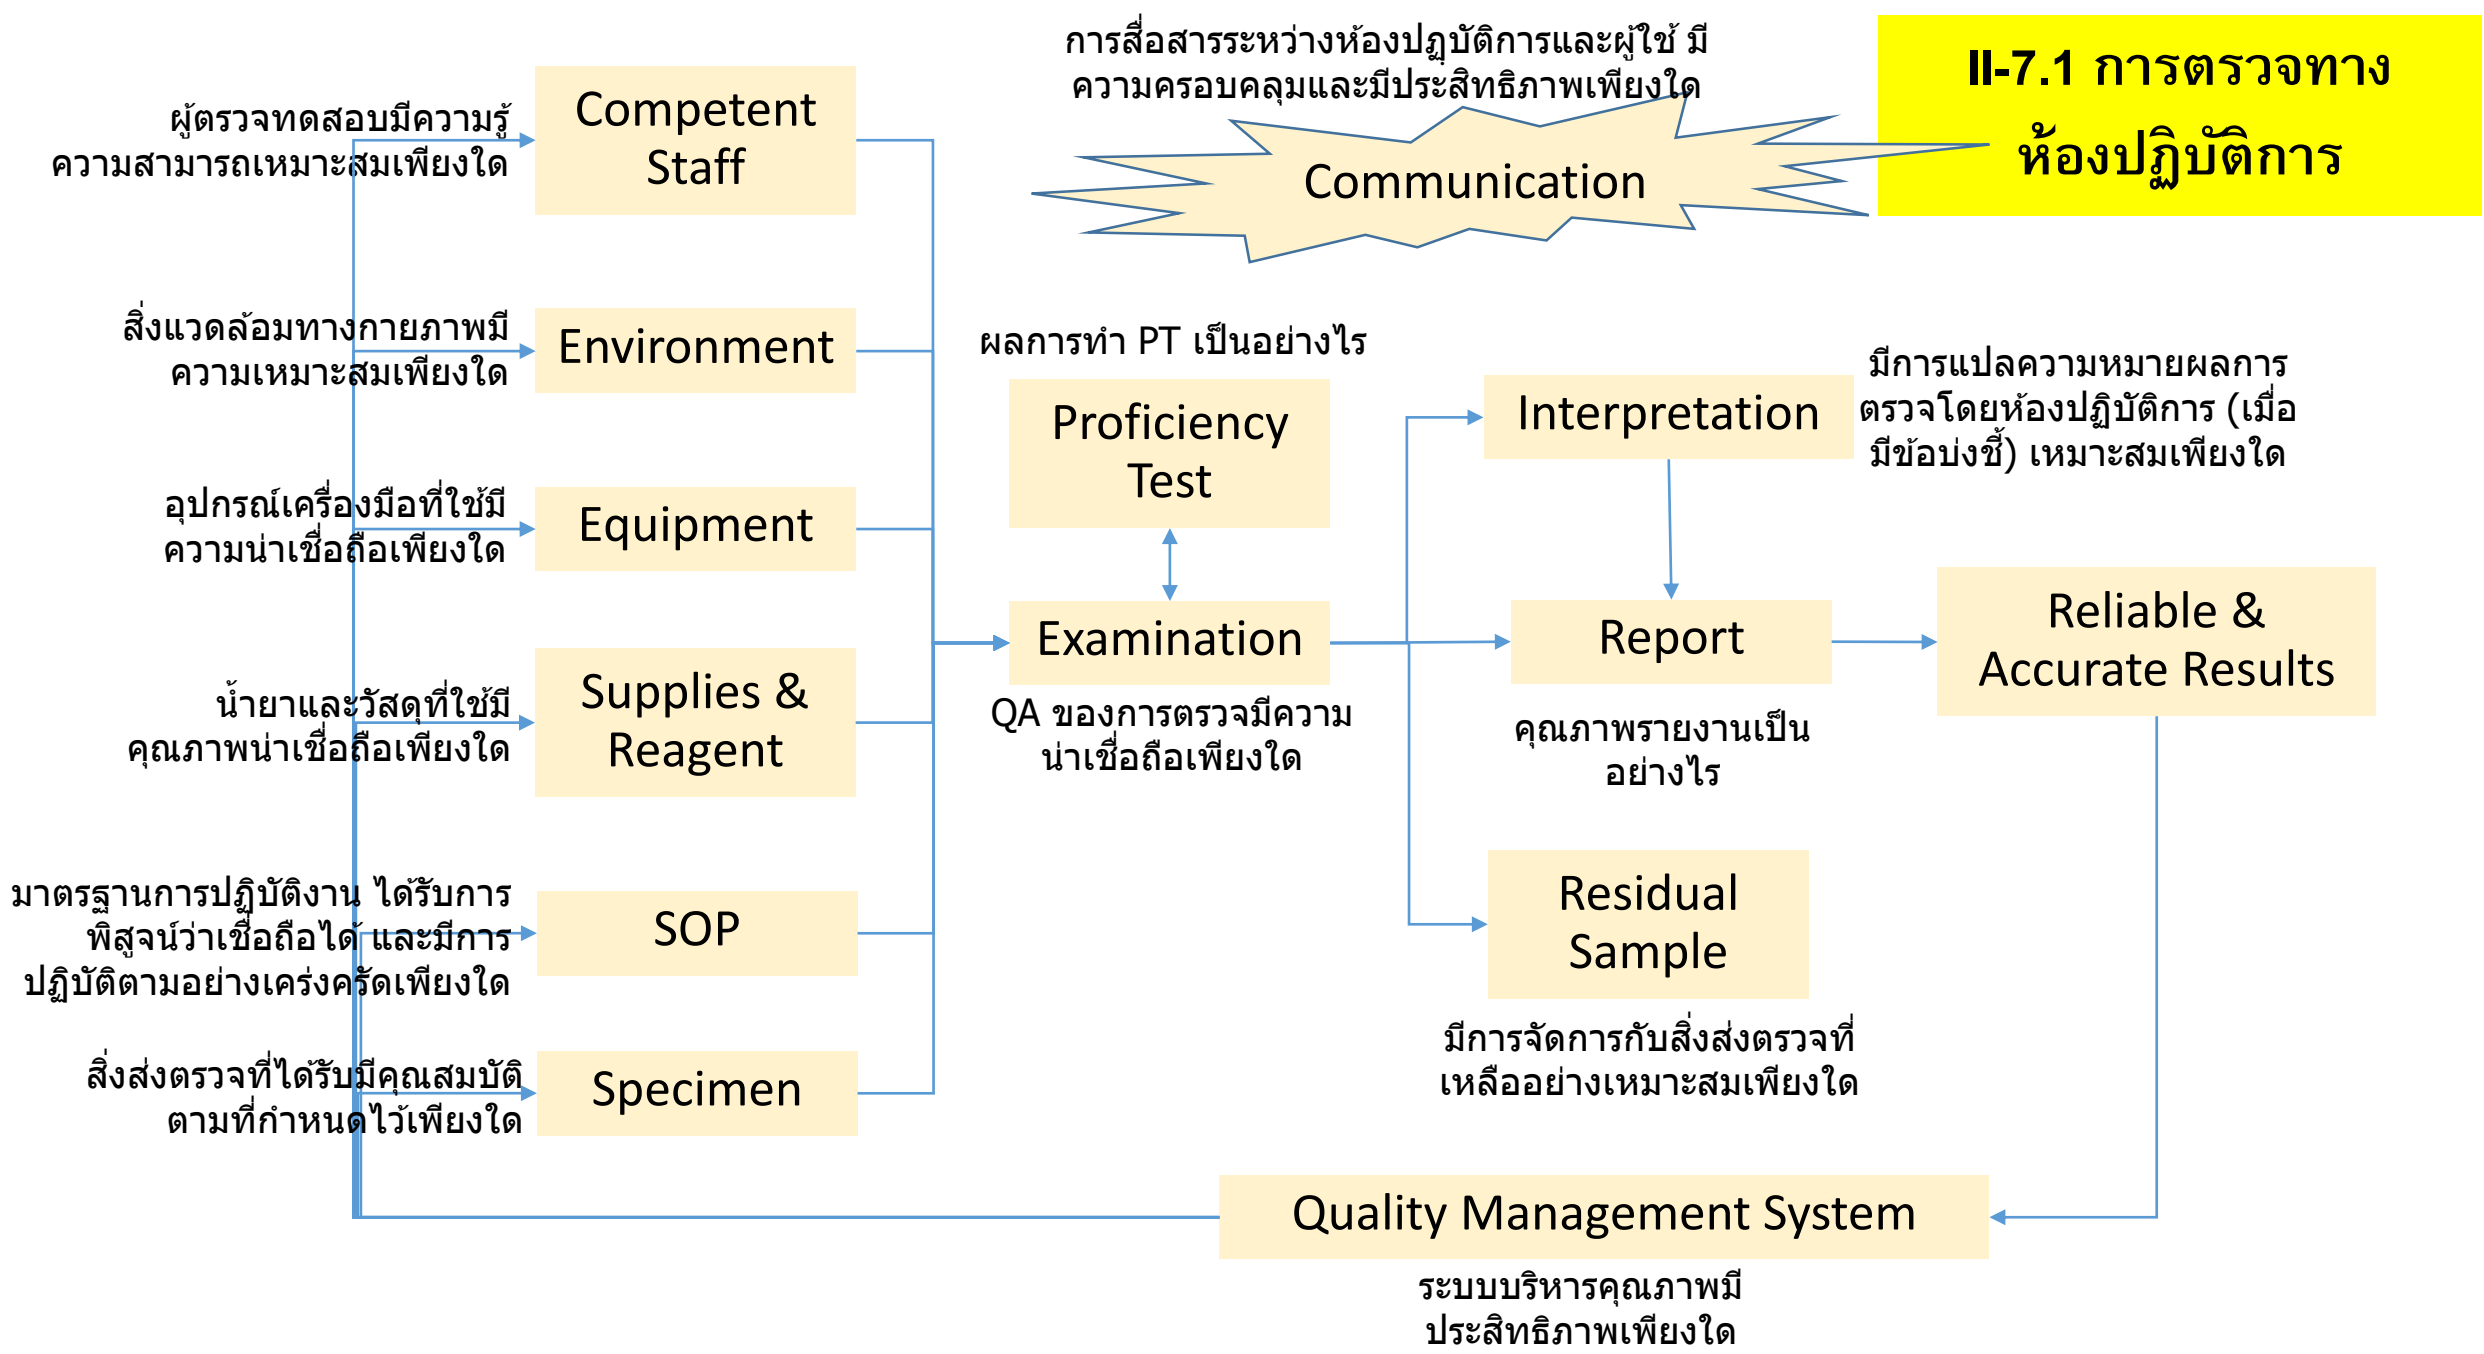 การสื่อสารระหว่างห้องปฏิบัติการและผู้ใช้ มี
ความครอบคลุมและมีประสิทธิภาพเพียงใด
II-7.1 การตรวจทาง
ห้องปฏิบัติการ
Communication
ผู้ตรวจทดสอบมีความรู้
ความสามารถเหมาะสมเพียงใด
Competent
Staff
สิ่งแวดล้อมทางกายภาพมี
ความเหมาะสมเพียงใด
Environment
อุปกรณ์เครื่องมือที่ใช้มี
ความน่าเชื่อถือเพียงใด
Equipment
น้ำยาและวัสดุที่ใช้มี
คุณภาพน่าเชื่อถือเพียงใด
Supplies &
Reagent
มาตรฐานการปฏิบัติงาน ได้รับการ
พิสูจน์ว่าเชื่อถือได้ และมีการ
ปฏิบัติตามอย่างเคร่งครัดเพียงใด
SOP
สิ่งส่งตรวจที่ได้รับมีคุณสมบัติ
ตามที่กำหนดไว้เพียงใด
Specimen
ผลการทำ PT เป็นอย่างไร
Proficiency
Test
Examination
QA ของการตรวจมีความ
น่าเชื่อถือเพียงใด
Interpretation
มีการแปลความหมายผลการ
ตรวจโดยห้องปฏิบัติการ (เมื่อ
มีข้อบ่งชี้) เหมาะสมเพียงใด
Report
คุณภาพรายงานเป็น
อย่างไร
Reliable &
Accurate Results
Residual
Sample
มีการจัดการกับสิ่งส่งตรวจที่
เหลืออย่างเหมาะสมเพียงใด
Quality Management System
ระบบบริหารคุณภาพมี
ประสิทธิภาพเพียงใด